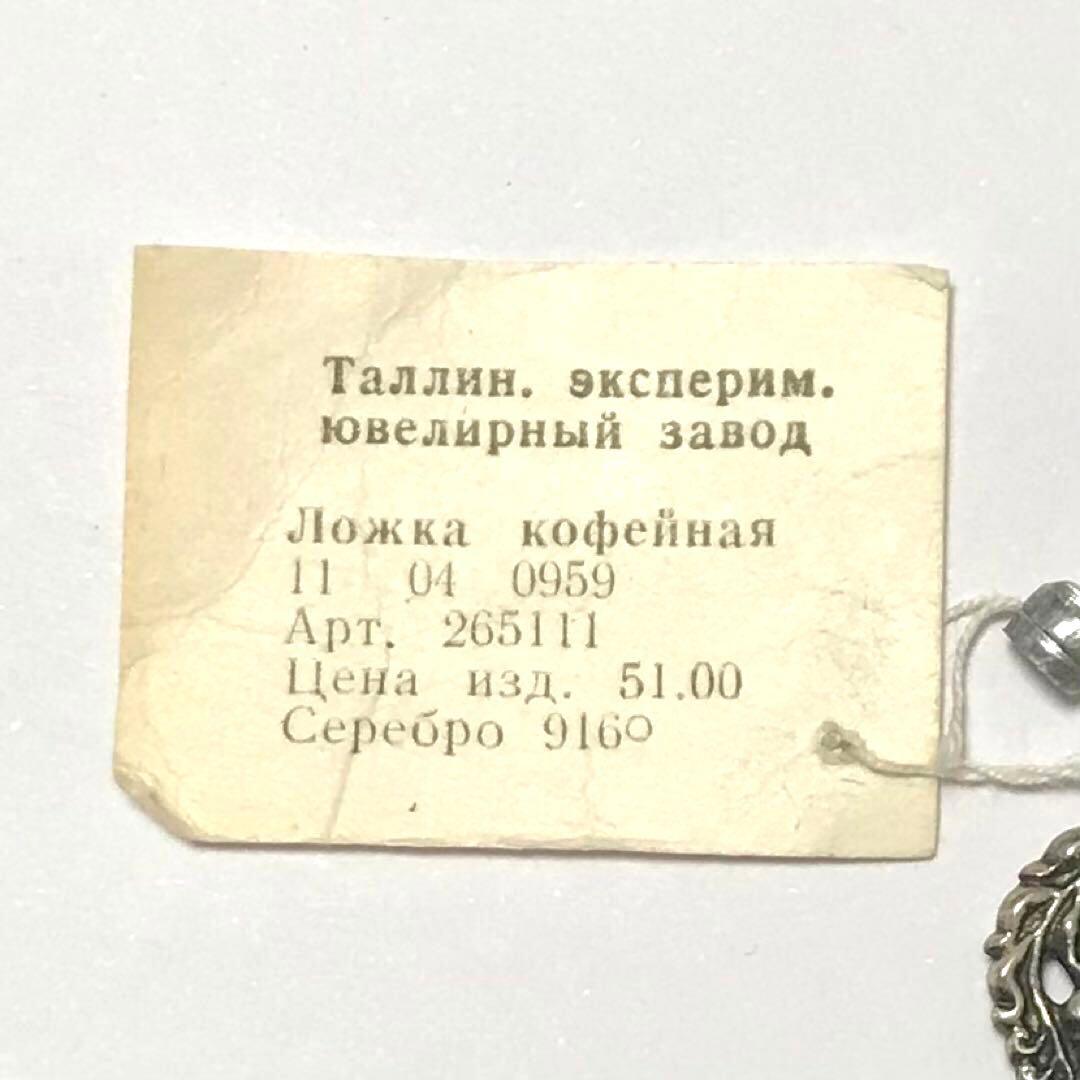 Таллин. эксперим.
ювелирный завод
Ложка кофейная
11 04 0959
Арт. 265111
Цена изд. 51.00
Серебро 916°